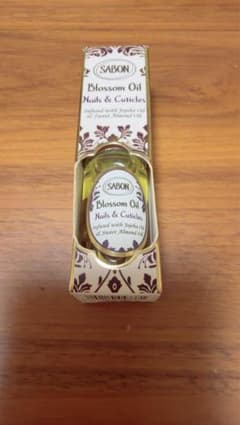 SABON
Blossom Oil
Nails & Cuticles
Infused with Jojoba Oil
& Sweet Almond Oil
SABON
Blossom Oil
Nails & Cuticles
Infused with Jojoba Oil
& Sweet Almond Oil